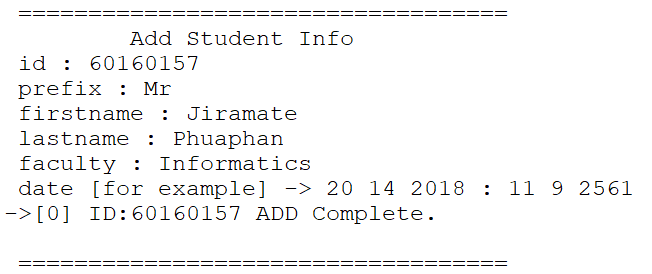 ===================================
Add Student Info
id : 60160157
prefix : Mr
firstname : Jiramate
lastname : Phuaphan
faculty : Informatics
date [for example] -> 20 14 2018 : 11 9 2561
->[0] ID:60160157 ADD Complete.
===================================